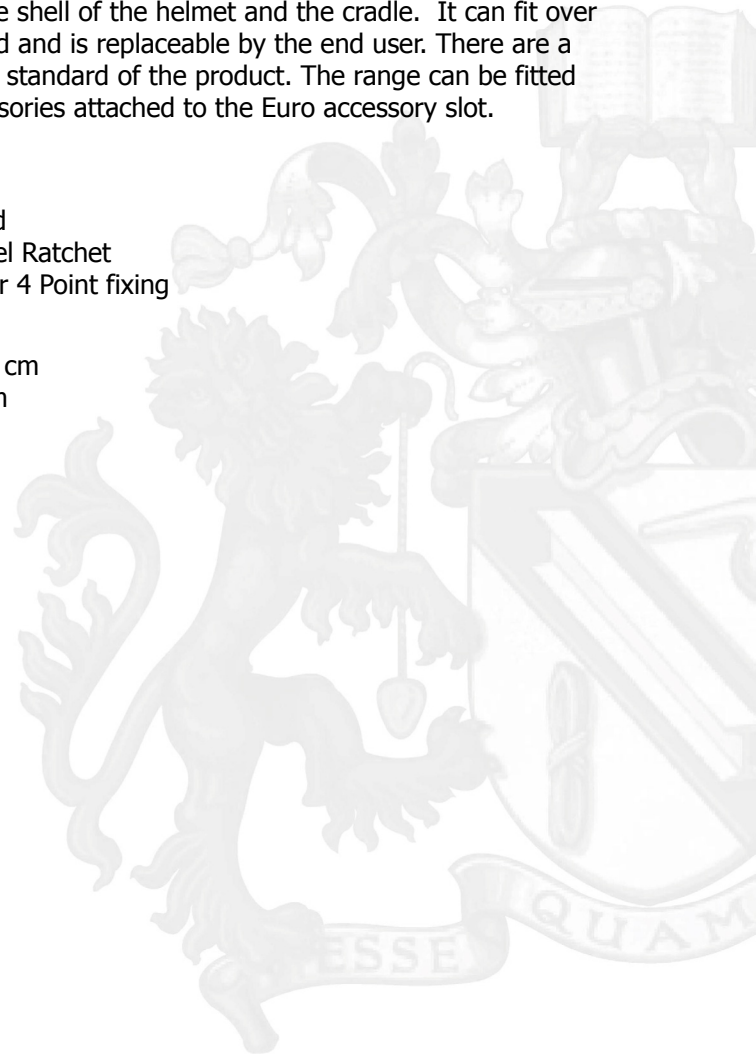 e shell of the helmet and the cradle. It can fit over
d and is replaceable by the end user. There are a
standard of the product. The range can be fitted
sories attached to the Euro accessory slot.
d
el Ratchet
r 4 Point fixing
cm
n
ESSE QUAM